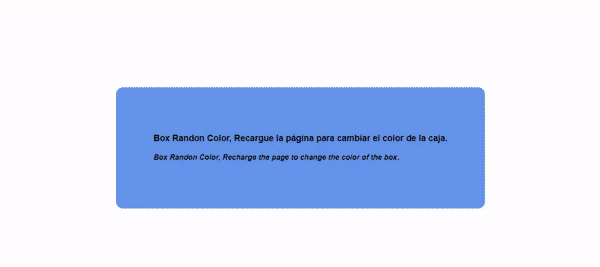 Box Randon Color, Recargue la página para cambiar el color de la caja.
Box Randon Color, Recharge the page to change the color of the box.